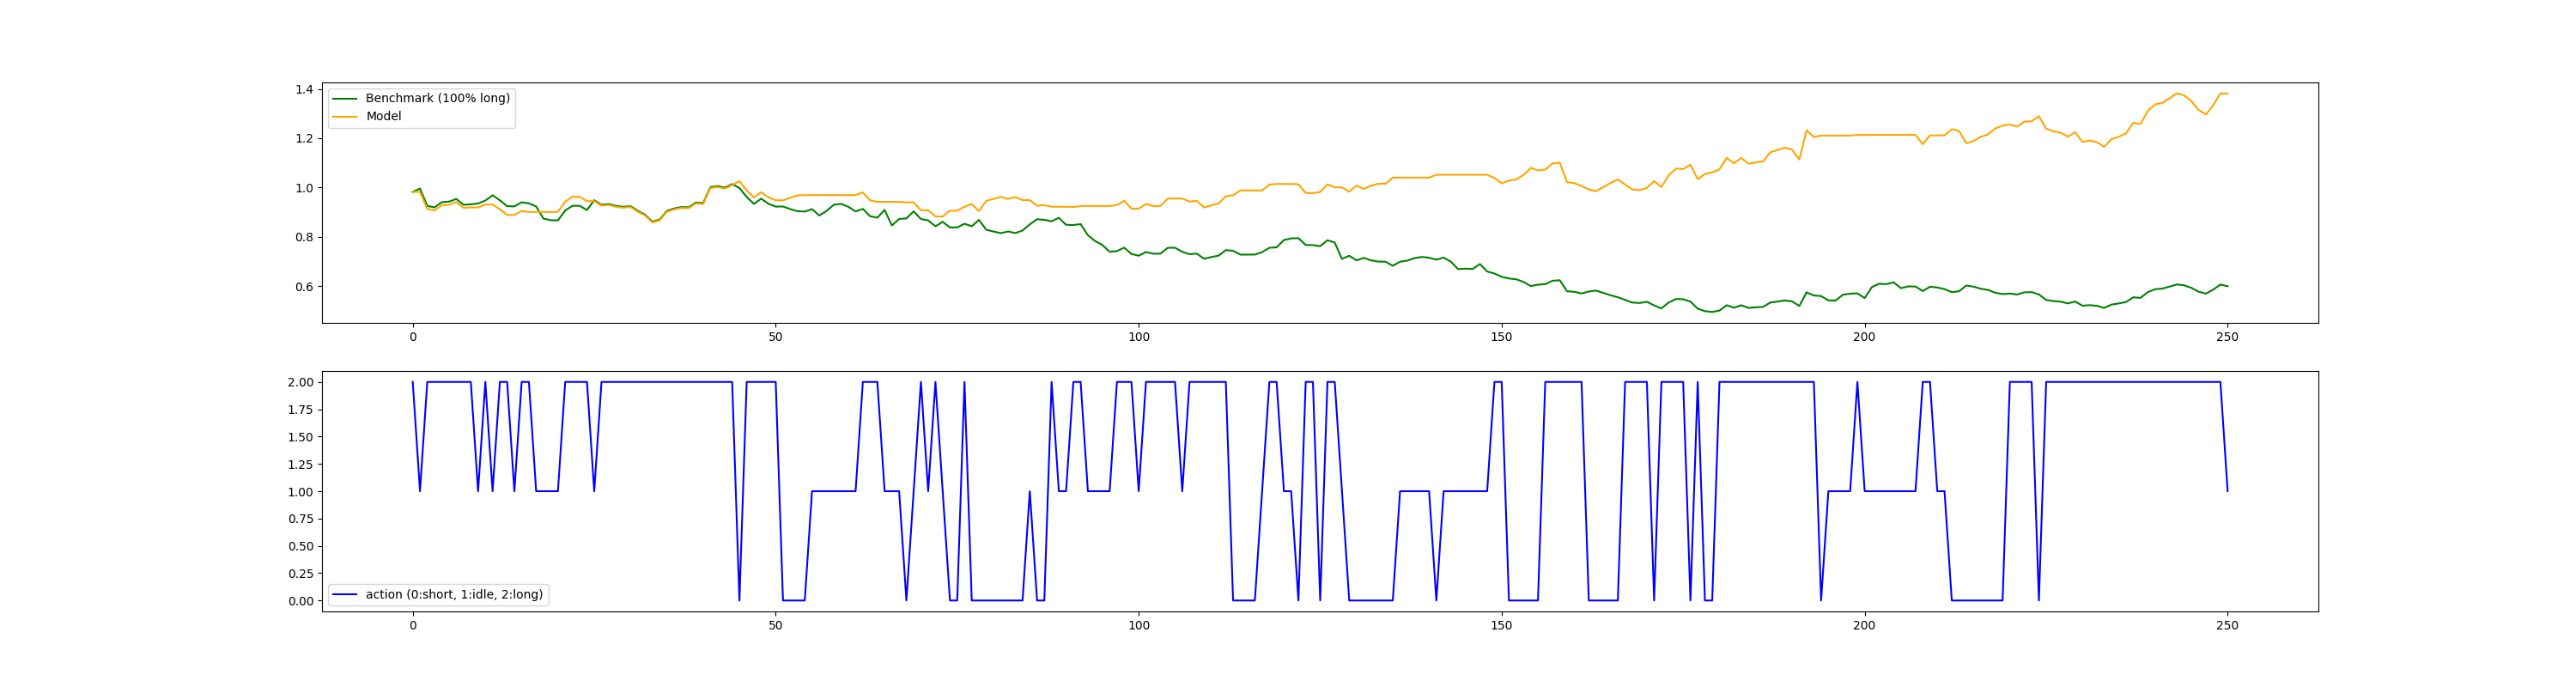 1.4
1.2
1.0
0.8
0.6
Benchmark (100% long)
Model
0 50 100 150 200 250
2.00
1.75
1.50
1.25
1.00
0.75
0.50
0.25
0.00
action (0:short, 1:idle, 2:long)
0 50 100 150 200 250